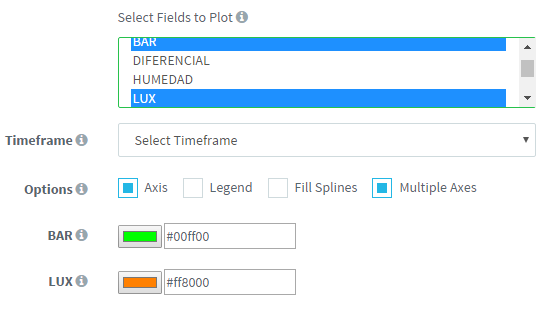 Select Fields to Plot
BAR
DIFERENCIAL
HUMEDAD
LUX
Timeframe Select Timeframe
Options Axis Legend Fill Splines Multiple Axes
BAR #00ff00
LUX #ff8000